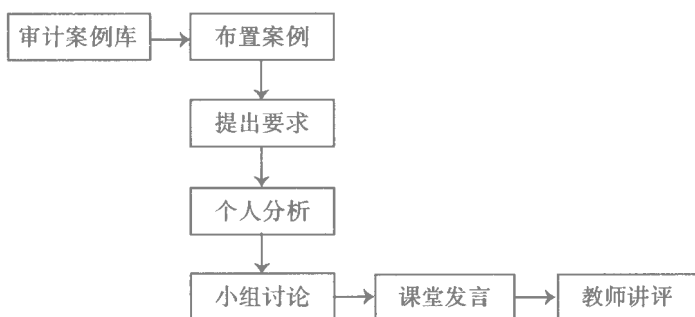 审计案例库
布置案例
提出要求
个人分析
小组讨论
课堂发言
教师讲评